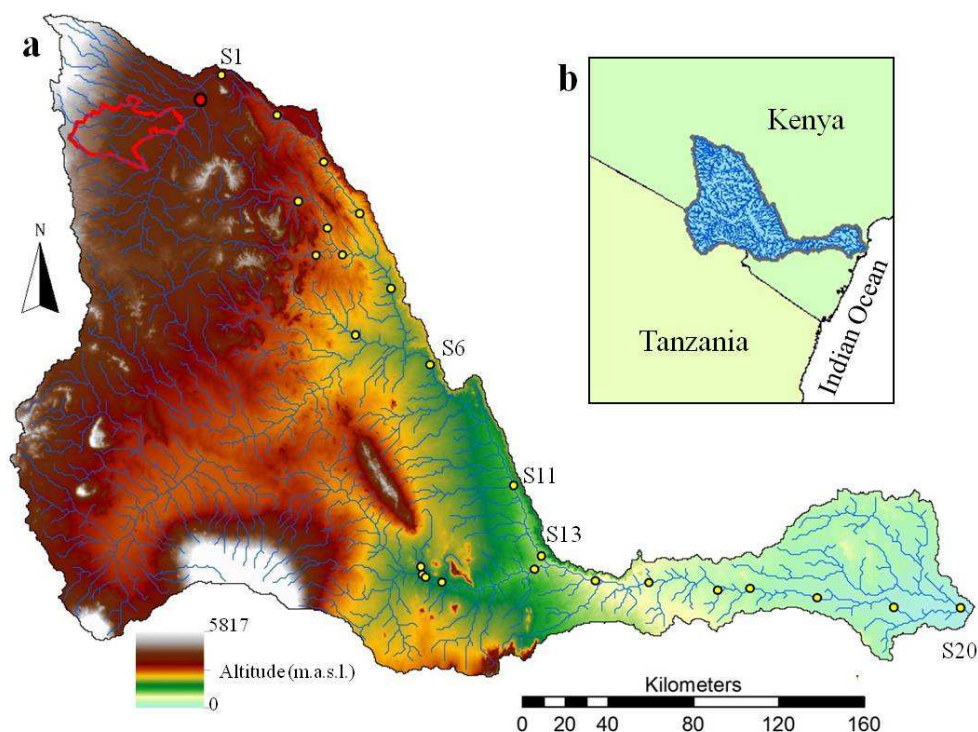 a
S1
b
Kenya
N
S6
Tanzania
Indian Ocean
S11
S13
5817
Altitude (m.a.s.l.)
0
S20
Kilometers
0 20 40 80 120 160